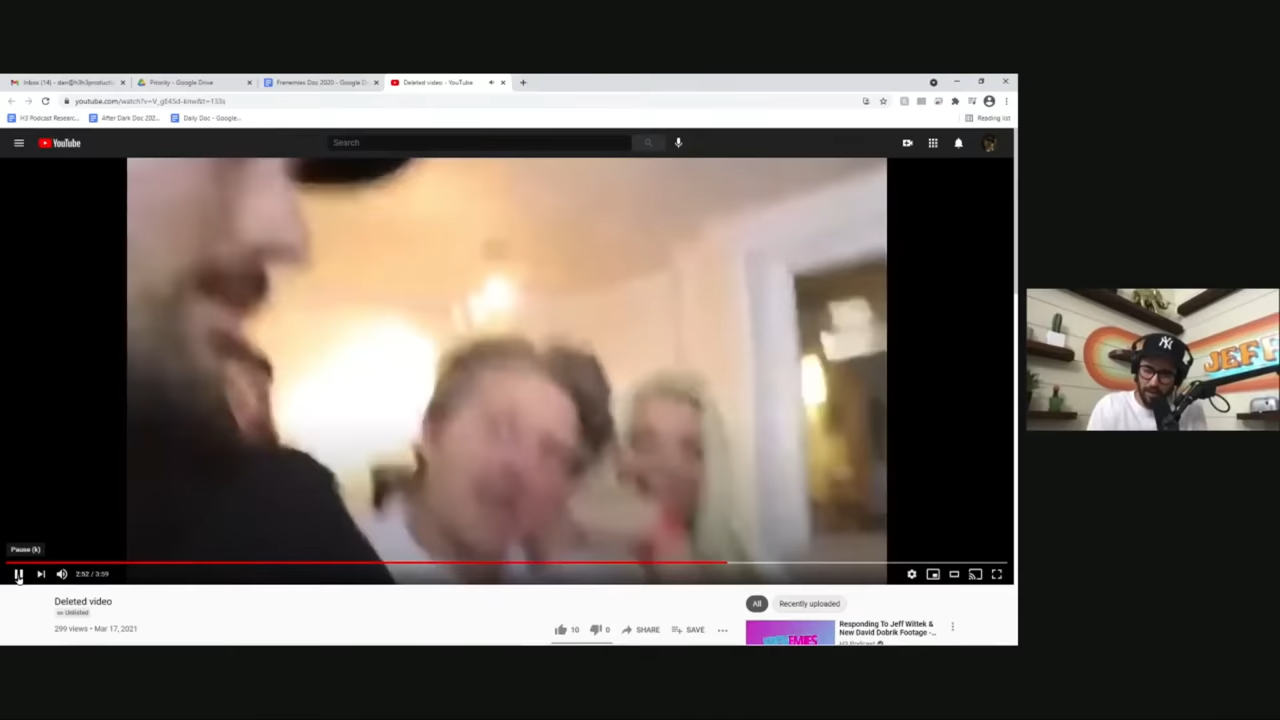 Priority - Google Drive
Frenemies Doc 2020 - Google D
Deleted video - YouTube
H3 Podcast Researc...
After Dark Doc 202...
Daily Doc - Google...
Reading list
YouTube
Search
JEFF
Pause (k)
2:52 / 3:59
Deleted video
Unlisted
299 views • Mar 17, 2021
10
0
SHARE
SAVE
All
Recently uploaded
Responding To Jeff Wittek &
New David Dobrik Footage -...
H3 Podcast